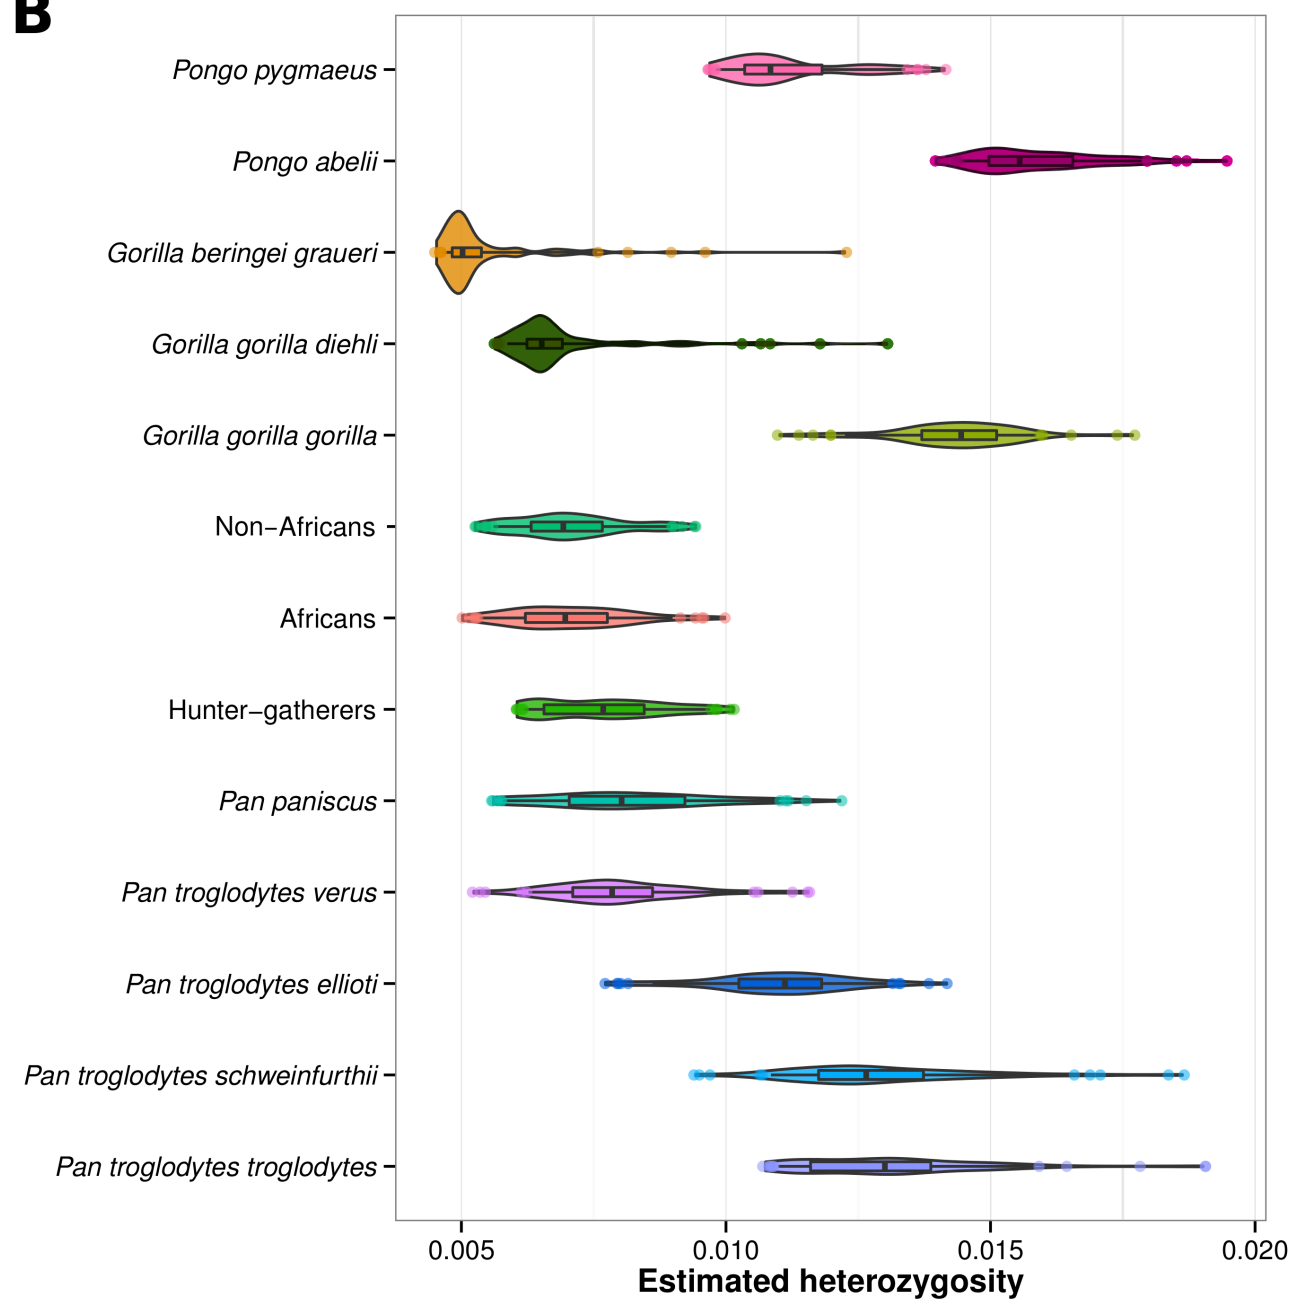 B
Pongo pygmaeus
Pongo abelii
Gorilla beringei graueri
Gorilla gorilla diehli
Gorilla gorilla gorilla
Non−Africans
Africans
Hunter−gatherers
Pan paniscus
Pan troglodytes verus
Pan troglodytes ellioti
Pan troglodytes schweinfurthii
Pan troglodytes troglodytes
0.005 0.010 0.015 0.020
Estimated heterozygosity